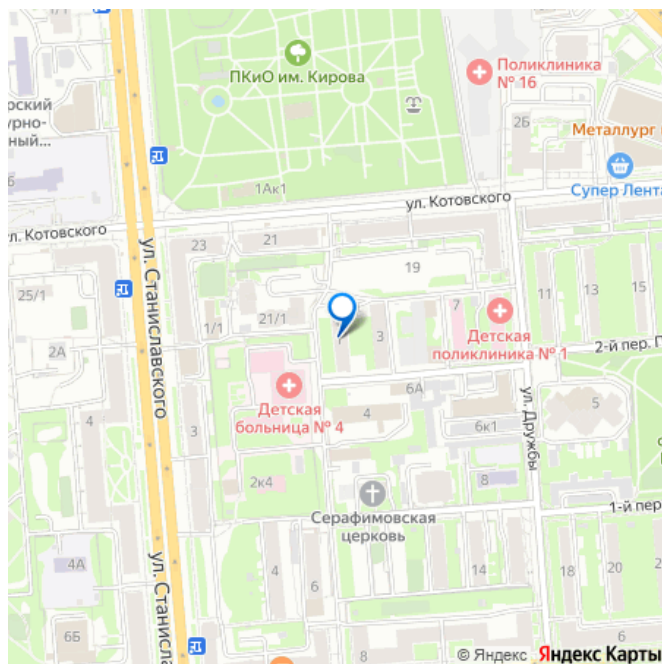 ПКиО им. Кирова
Поликлиника
№ 16
рский
урно-
ный...
2Б
Металлург
Супер Лента
Б
1Ак1
ул. Котовского
ул. Котовского
23
21
19
25/1
ул. Станиславского
1/1
21/1
7
3
11
13
15
Детская
поликлиника № 1
2-й пер. П
2А
6А
Детская
больница № 4
4
4
5
6к1
ул. Дружбы
3
2к4
8
Серафимовская
церковь
1-й пер.
4А
4
6
14
18
20
ул. Станисла
6Б
8
6
© Яндекс Яндекс Карты